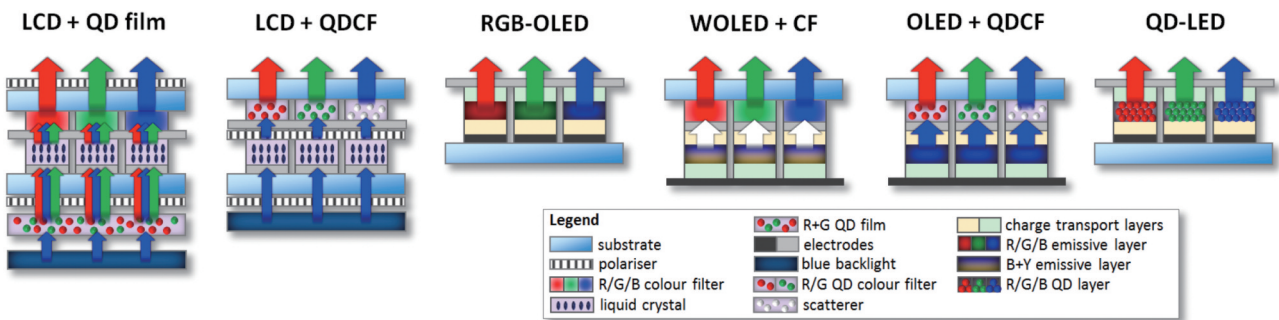 LCD + QD film
LCD + QDCF
RGB-OLED
WOLED + CF
OLED + QDCF
QD-LED
Legend
substrate
polariser
R/G/B colour filter
liquid crystal
R+G QD film
electrodes
blue backlight
R/G QD colour filter
scatterer
charge transport layers
R/G/B emissive layer
B+Y emissive layer
R/G/B QD layer